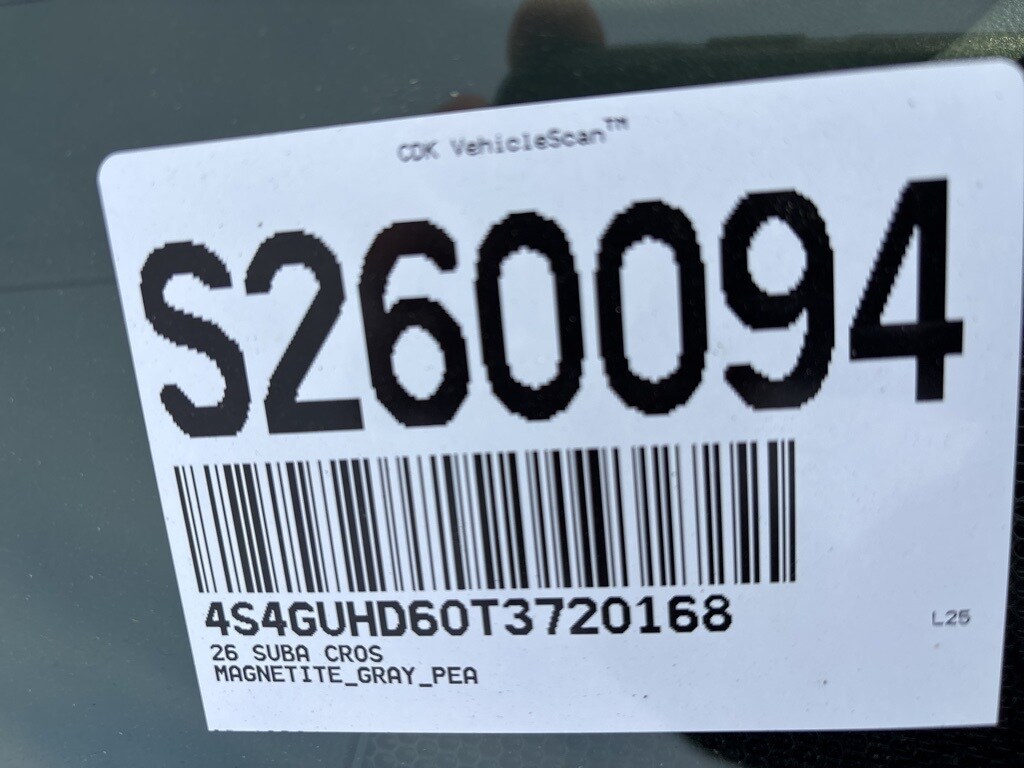 CDK VehicleScan™
S260094
4S4GUHD60T3720168
L25
26 SUBA CROS
MAGNETITE_GRAY_PEA